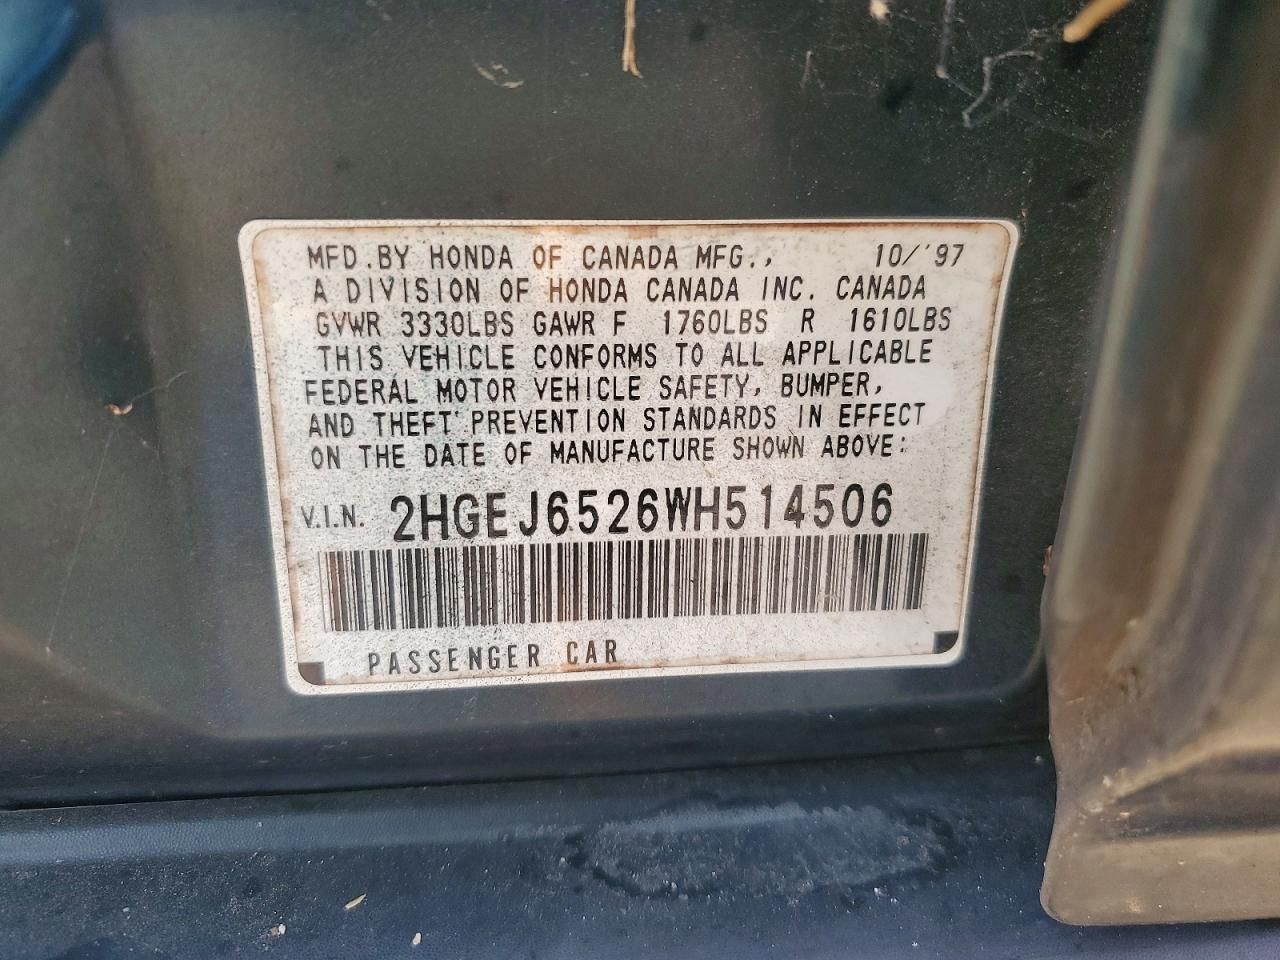 MFD.BY HONDA OF CANADA MFG., 10/'97
A DIVISION OF HONDA CANADA INC. CANADA
GVWR 3330LBS GAWR F 1760LBS R 1610LBS
THIS VEHICLE CONFORMS TO ALL APPLICABLE
FEDERAL MOTOR VEHICLE SAFETY, BUMPER,
AND THEFT PREVENTION STANDARDS IN EFFECT
ON THE DATE OF MANUFACTURE SHOWN ABOVE:
V.I.N. 2HGEJ6526WH514506
PASSENGER CAR